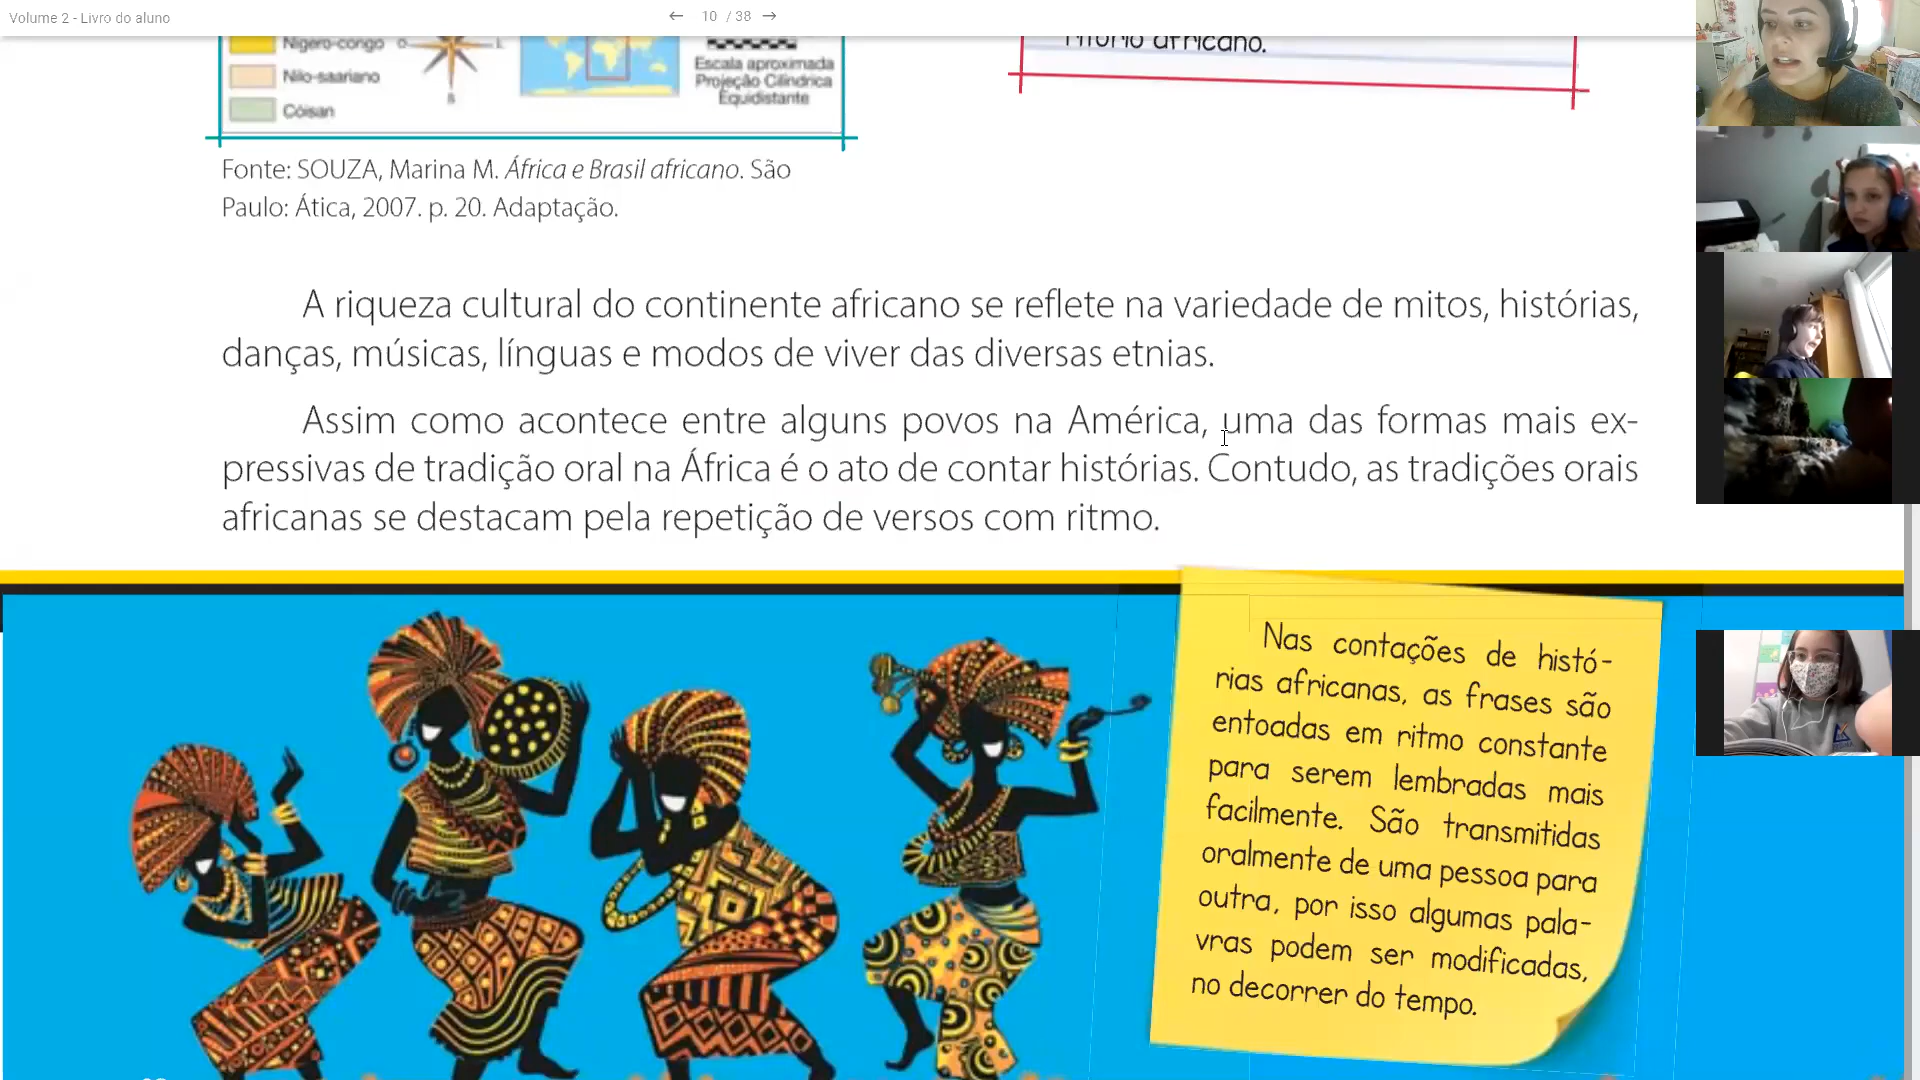 Volume 2 - Livro do aluno
10 / 38
Nigero-congo
Nilo-saariano
Cóisan
O
L
S
Escala aproximada
Projeção Cilíndrica
Equidistante
africano.
Fonte: SOUZA, Marina M. África e Brasil africano. São
Paulo: Ática, 2007. p. 20. Adaptação.
A riqueza cultural do continente africano se reflete na variedade de mitos, histórias,
danças, músicas, línguas e modos de viver das diversas etnias.
Assim como acontece entre alguns povos na América, uma das formas mais ex-
pressivas de tradição oral na África é o ato de contar histórias. Contudo, as tradições orais
africanas se destacam pela repetição de versos com ritmo.
Nas contações de histó-
rias africanas, as frases são
entoadas em ritmo constante
para serem lembradas mais
facilmente. São transmitidas
oralmente de uma pessoa para
outra, por isso algumas pala-
vras podem ser modificadas,
no decorrer do tempo.